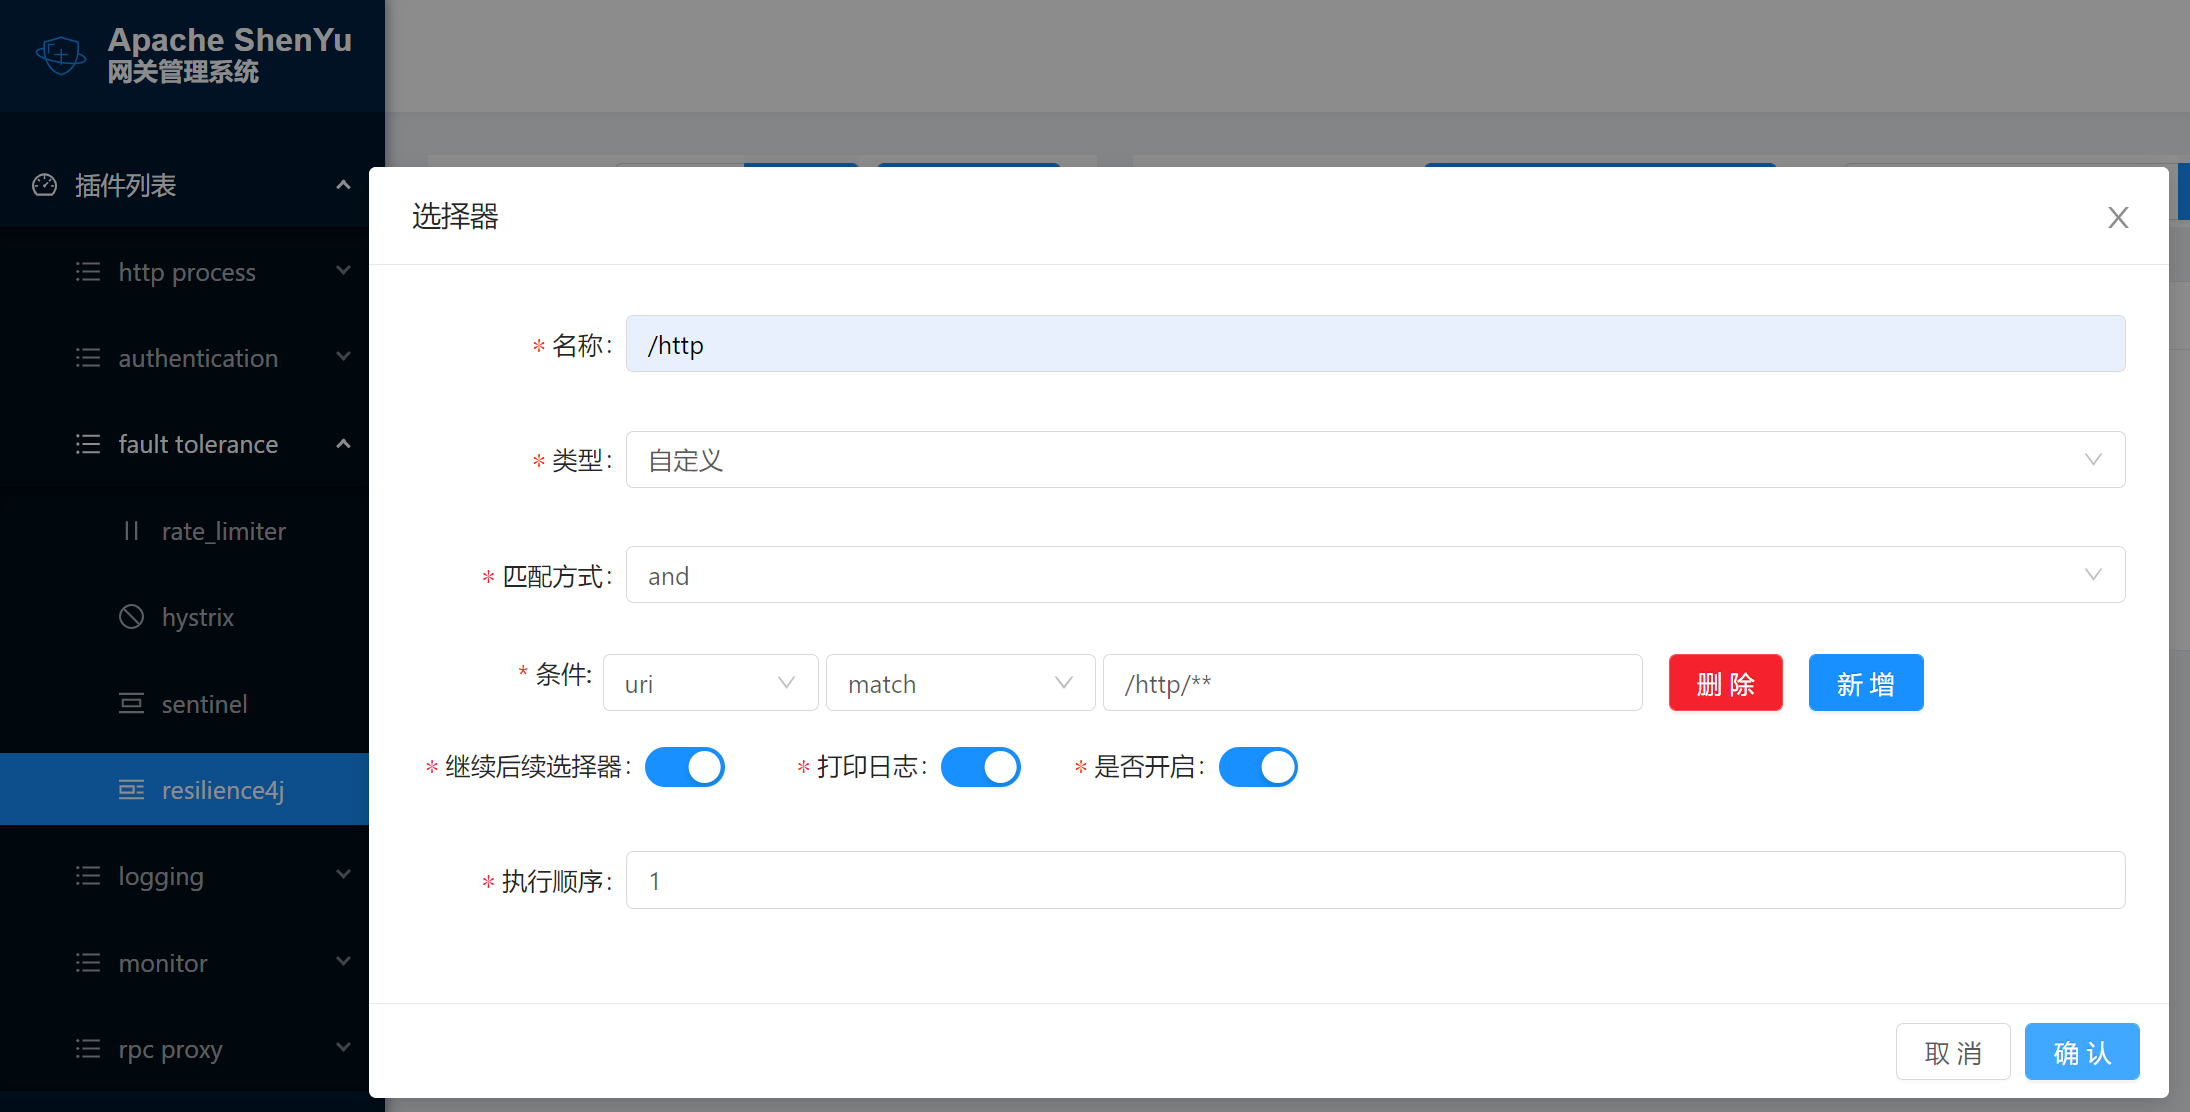 Apache ShenYu
网关管理系统
插件列表
http process
authentication
fault tolerance
rate_limiter
hystrix
sentinel
resilience4j
logging
monitor
rpc proxy
选择器
* 名称: /http
* 类型: 自定义
* 匹配方式: and
* 条件: uri match /http/** 删 除 新 增
* 继续后续选择器: * 打印日志: * 是否开启:
* 执行顺序: 1
取 消 确 认